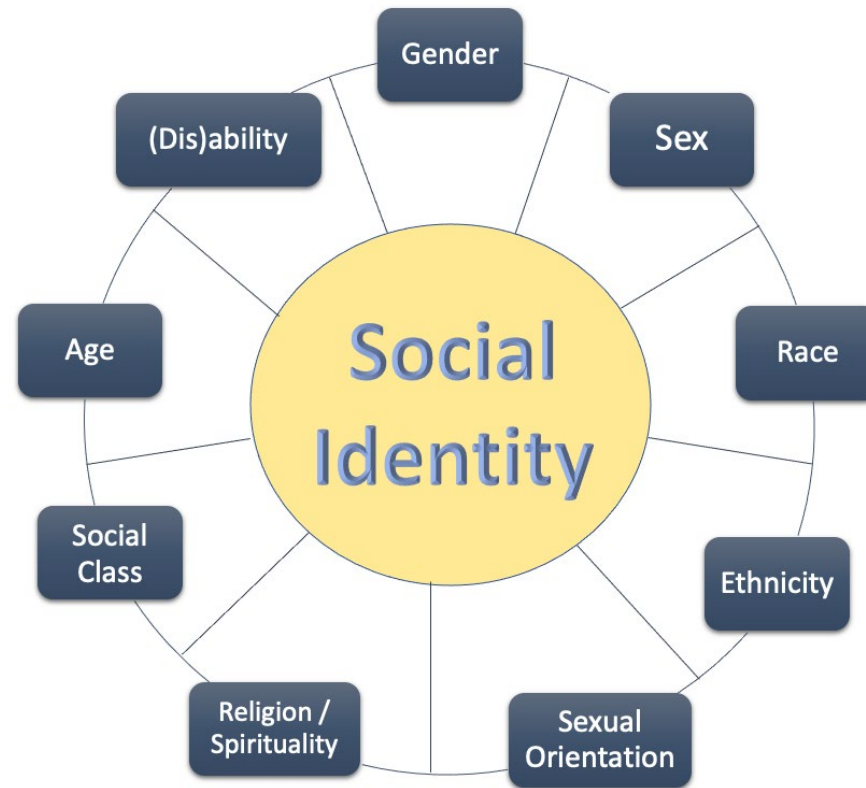 Gender
Sex
Race
Ethnicity
Sexual
Orientation
Religion /
Spirituality
Social
Class
Age
(Dis)ability
Social
Identity